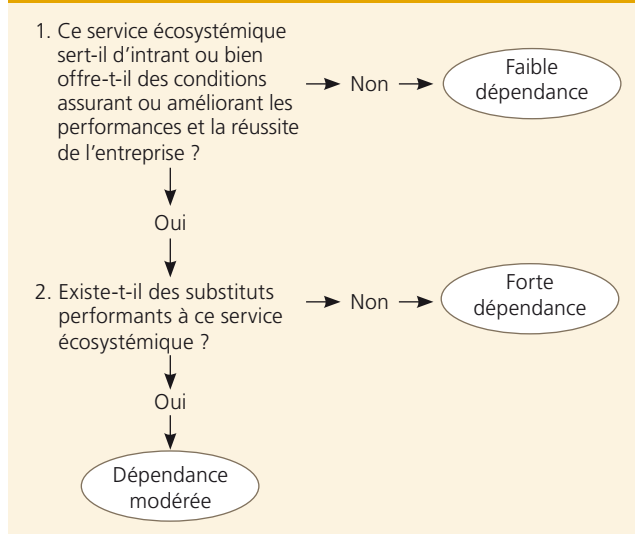 1. Ce service écosystémique
sert-il d'intrant ou bien
offre-t-il des conditions
assurant ou améliorant les
performances et la réussite
de l'entreprise ?
Non
Faible
dépendance
Oui
2. Existe-t-il des substituts
performants à ce service
écosystémique ?
Non
Forte
dépendance
Oui
Dépendance
modérée